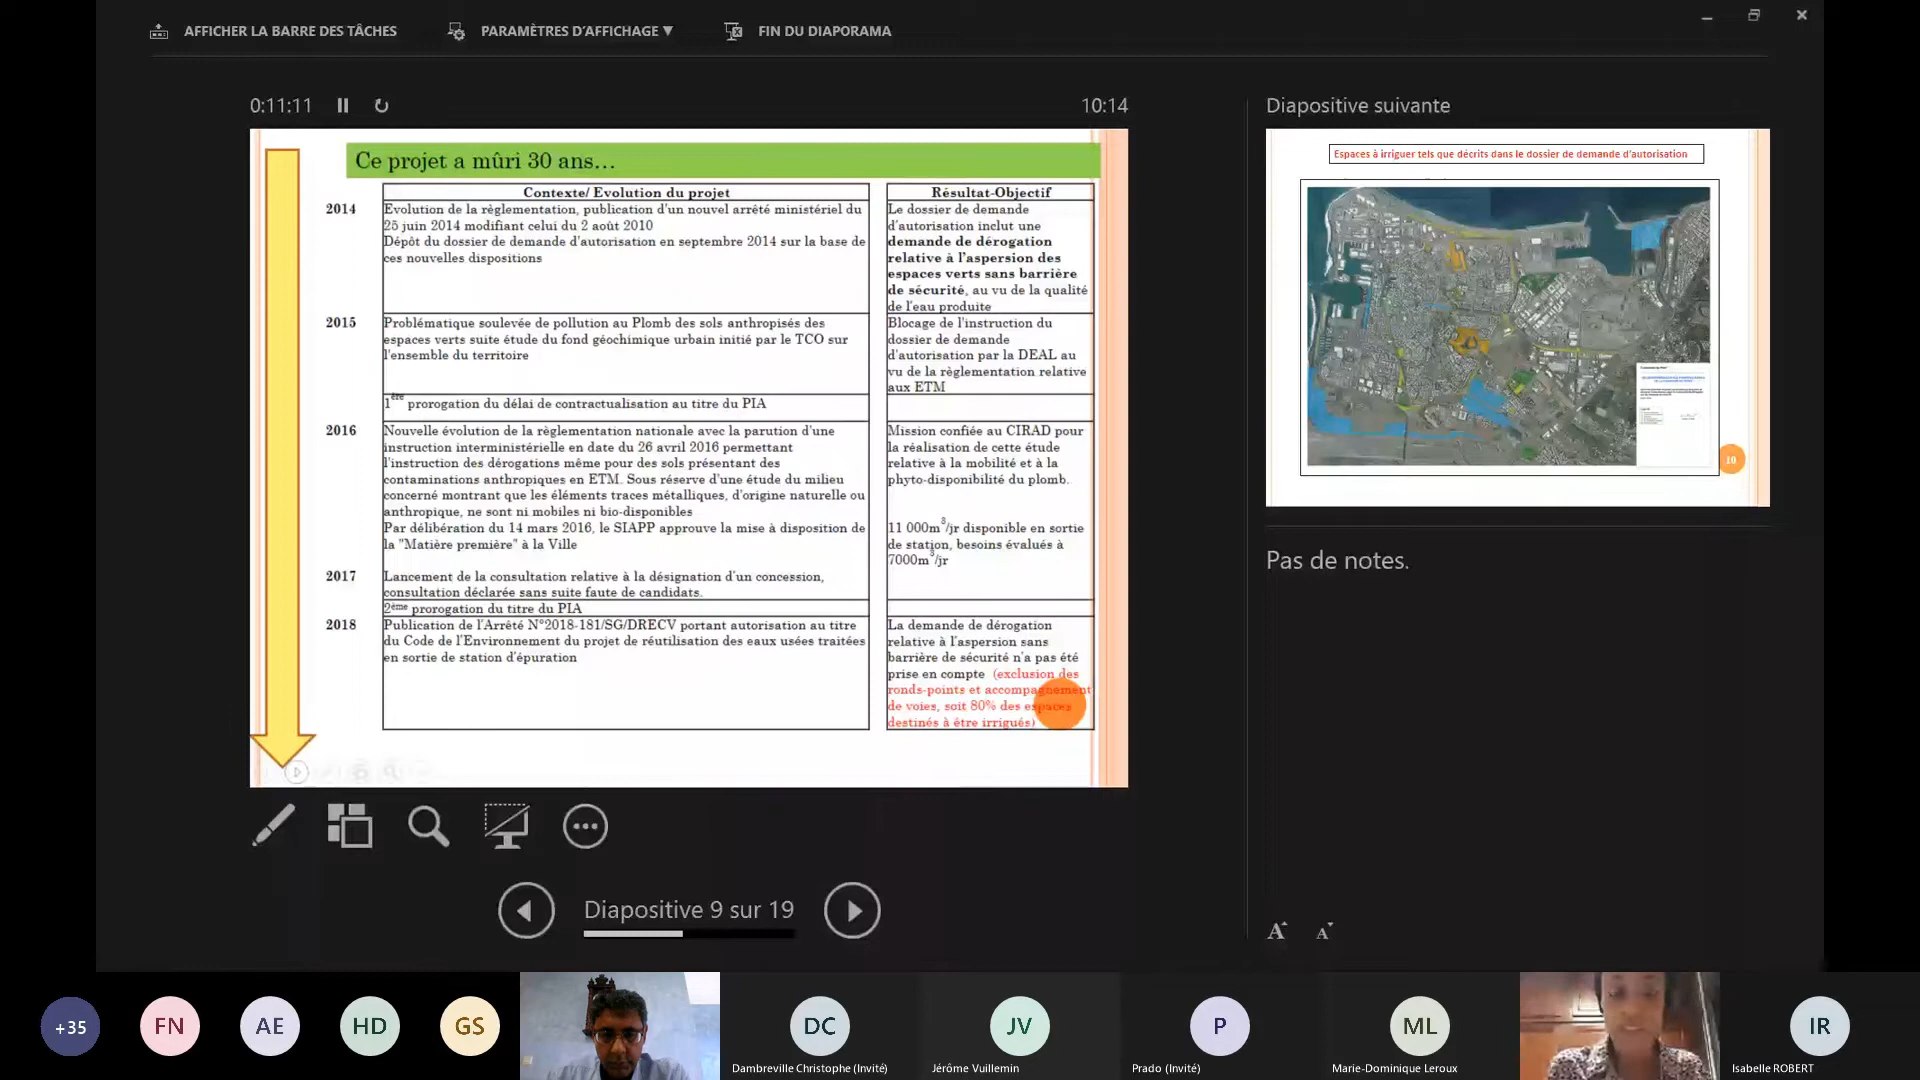 AFFICHER LA BARRE DES TÂCHES
PARAMÈTRES D'AFFICHAGE ▼
FIN DU DIAPORAMA
0:11:11
10:14
Ce projet a mûri 30 ans…
Contexte/ Evolution du projet
Résultat-Objectif
2014
Evolution de la règlementation, publication d'un nouvel arrêté ministériel du
25 juin 2014 modifiant celui du 2 août 2010
Dépôt du dossier de demande d'autorisation en septembre 2014 sur la base de
ces nouvelles dispositions
Le dossier de demande
d'autorisation inclut une
demande de dérogation
relative à l'aspersion des
espaces verts sans barrière
de sécurité, au vu de la qualité
de l'eau produite
2015
Problématique soulevée de pollution au Plomb des sols anthropisés des
espaces verts suite étude du fond géochimique urbain initié par le TCO sur
l'ensemble du territoire
Blocage de l'instruction du
dossier de demande
d'autorisation par la DEAL au
vu de la règlementation relative
aux ETM
1ère prorogation du délai de contractualisation au titre du PIA
2016
Nouvelle évolution de la règlementation nationale avec la parution d'une
instruction interministérielle en date du 26 avril 2016 permettant
l'instruction des dérogations même pour des sols présentant des
contaminations anthropiques en ETM. Sous réserve d'une étude du milieu
concerné montrant que les éléments traces métalliques, d'origine naturelle ou
anthropique, ne sont ni mobiles ni bio-disponibles
Par délibération du 14 mars 2016, le SIAPP approuve la mise à disposition de
la "Matière première" à la Ville
Mission confiée au CIRAD pour
la réalisation de cette étude
relative à la mobilité et à la
phyto-disponibilité du plomb.
11 000m³/jr disponible en sortie
de station, besoins évalués à
7000m³/jr
2017
Lancement de la consultation relative à la désignation d'un concession,
consultation déclarée sans suite faute de candidats.
2ème prorogation du titre du PIA
2018
Publication de l'Arrêté N°2018-181/SG/DRECV portant autorisation au titre
du Code de l'Environnement du projet de réutilisation des eaux usées traitées
en sortie de station d'épuration
La demande de dérogation
relative à l'aspersion sans
barrière de sécurité n'a pas été
prise en compte (exclusion des
ronds-points et accompagnement
de voies, soit 80% des espaces
destinés à être irrigués)
Diapositive 9 sur 19
Diapositive suivante
Espaces à irriguer tels que décrits dans le dossier de demande d'autorisation
10
Pas de notes.
A A
+35
FN
AE
HD
GS
DC
JV
P
ML
IR
Dambreville Christophe (Invité)
Jérôme Vuillemin
Prado (Invité)
Marie-Dominique Leroux
Isabelle ROBERT